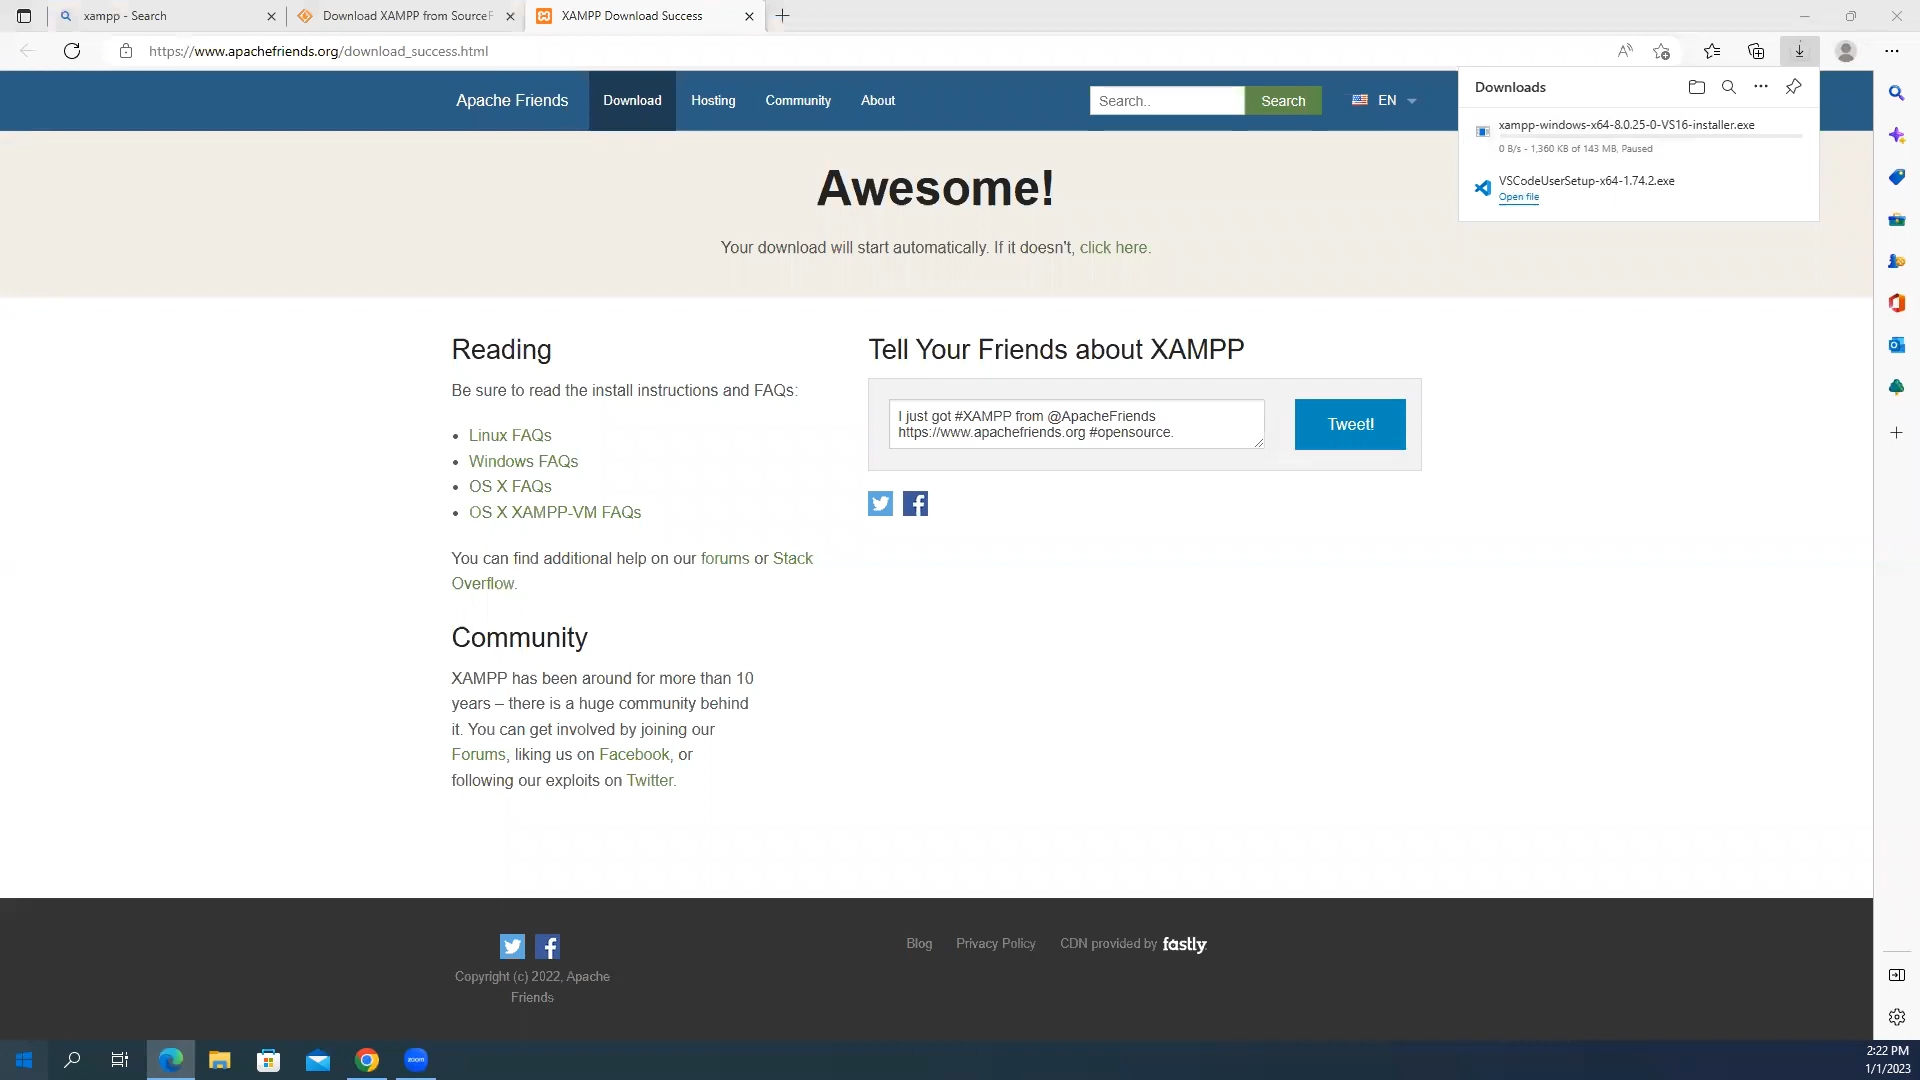 xampp - Search
Download XAMPP from SourceF
XAMPP Download Success
https://www.apachefriends.org/download_success.html
Apache Friends
Download
Hosting
Community
About
Search..
Search
EN
Downloads
xampp-windows-x64-8.0.25-0-VS16-installer.exe
0 B/s - 1,360 KB of 143 MB, Paused
VSCodeUserSetup-x64-1.74.2.exe
Open file
Awesome!
Your download will start automatically. If it doesn't, click here.
Reading
Be sure to read the install instructions and FAQs:
Linux FAQs
Windows FAQs
OS X FAQs
OS X XAMPP-VM FAQs
You can find additional help on our forums or Stack
Overflow.
Community
XAMPP has been around for more than 10
years – there is a huge community behind
it. You can get involved by joining our
Forums, liking us on Facebook, or
following our exploits on Twitter.
Tell Your Friends about XAMPP
I just got #XAMPP from @ApacheFriends
https://www.apachefriends.org #opensource.
Tweet!
Copyright (c) 2022, Apache
Friends
Blog
Privacy Policy
CDN provided by fastly
zoom
2:22 PM
1/1/2023